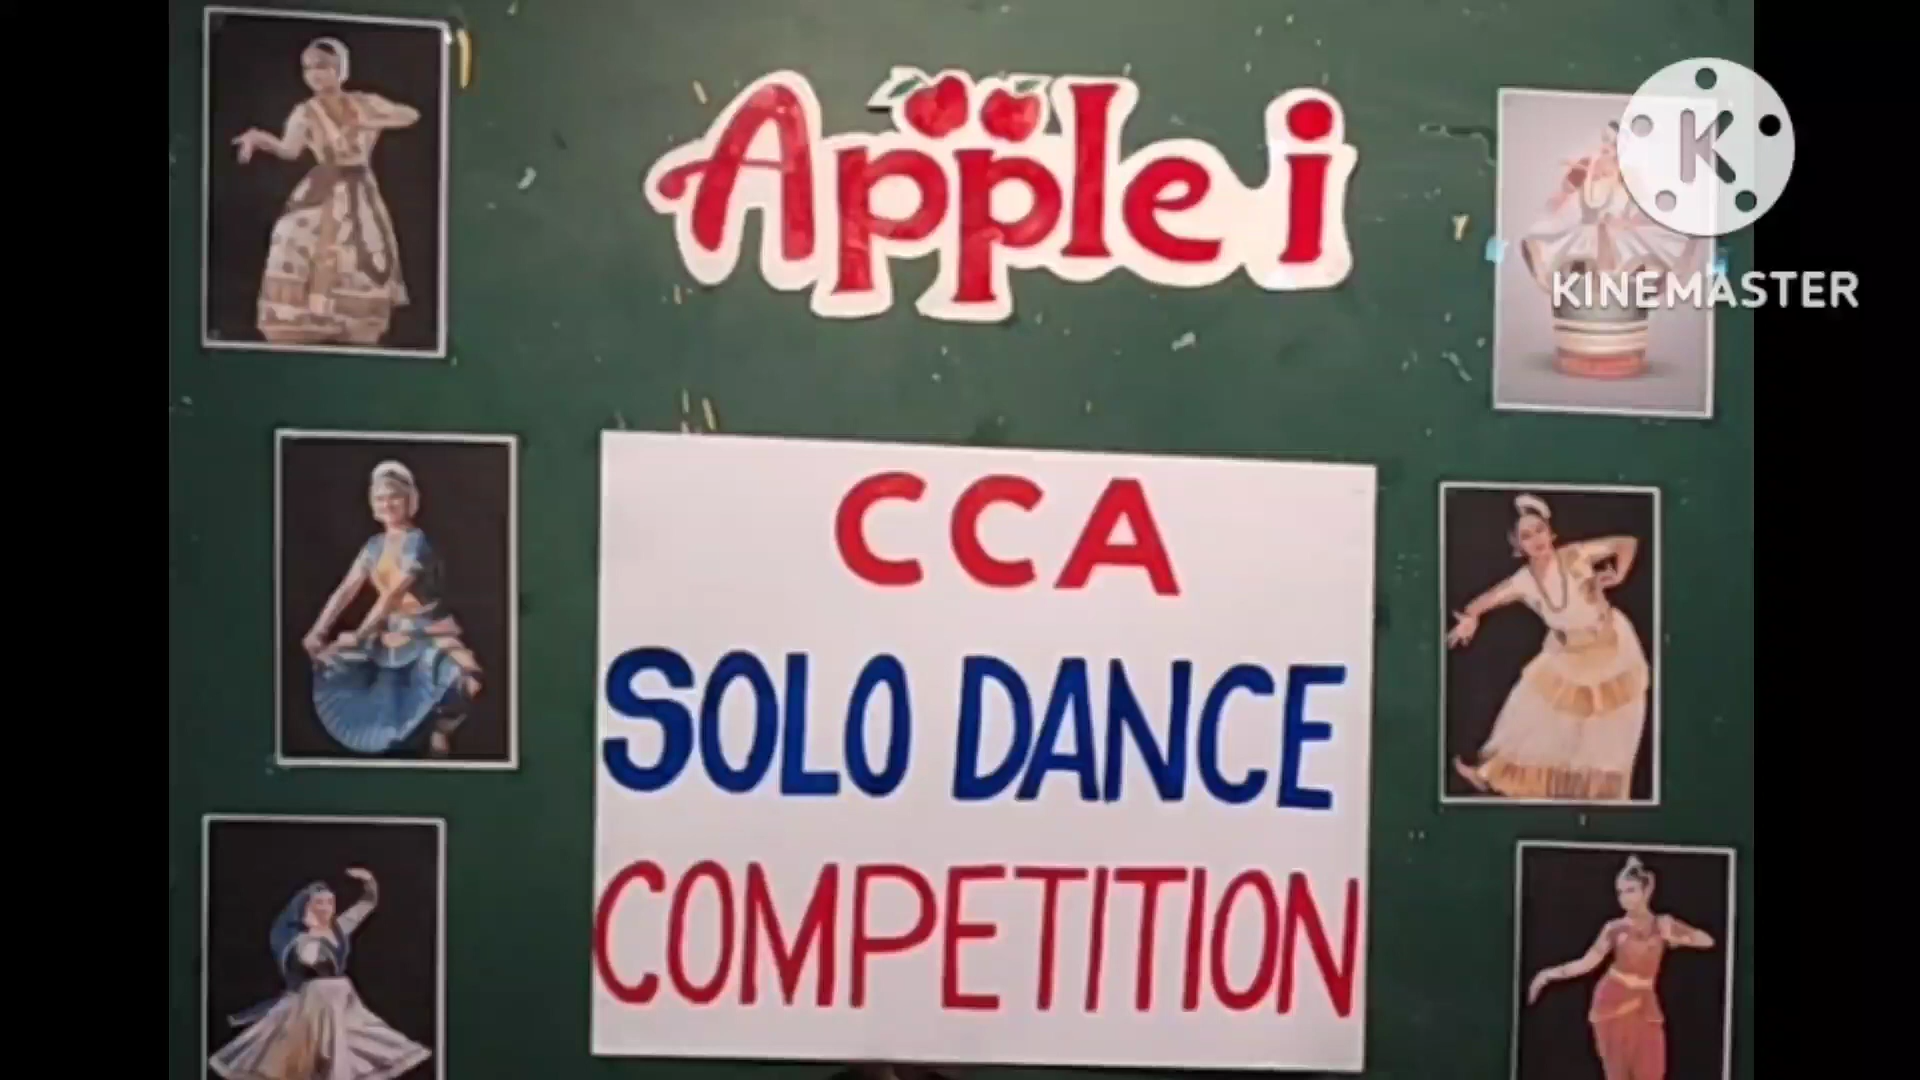 Apple i
K
KINEMASTER
CCA
SOLO DANCE
COMPETITION